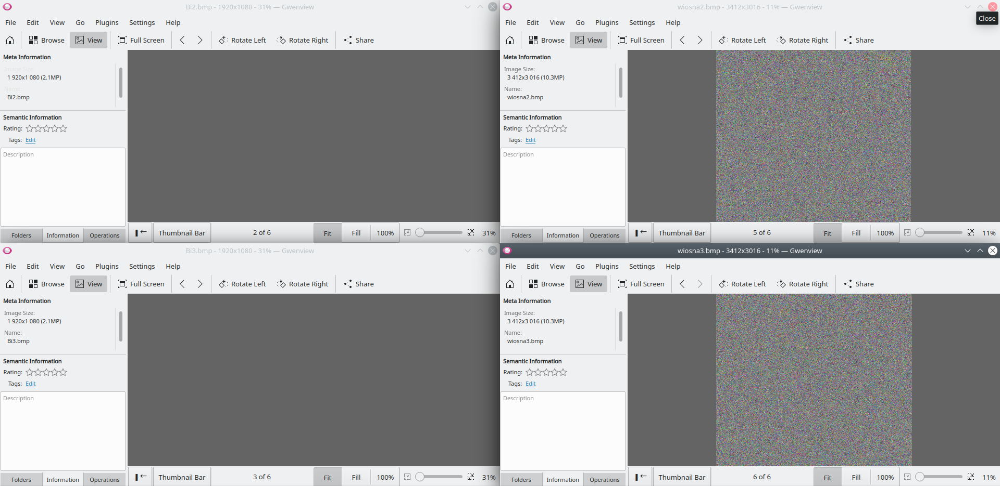 Bi2.bmp - 1920x1080 - 31% — Gwenview
File Edit View Go Plugins Settings Help
Browse View Full Screen Rotate Left Rotate Right Share
Meta Information
Image Size:
1 920x1 080 (2.1MP)
Name:
Bi2.bmp
Semantic Information
Rating:
Tags: Edit
Description
Folders Information Operations
Thumbnail Bar 2 of 6 Fit Fill 100% 31%
wiosna2.bmp - 3412x3016 - 11% — Gwenview
Close
File Edit View Go Plugins Settings Help
Browse View Full Screen Rotate Left Rotate Right Share
Meta Information
Image Size:
3 412x3 016 (10.3MP)
Name:
wiosna2.bmp
Semantic Information
Rating:
Tags: Edit
Description
Folders Information Operations
Thumbnail Bar 5 of 6 Fit Fill 100% 11%
Bi3.bmp - 1920x1080 - 31% — Gwenview
File Edit View Go Plugins Settings Help
Browse View Full Screen Rotate Left Rotate Right Share
Meta Information
Image Size:
1 920x1 080 (2.1MP)
Name:
Bi3.bmp
Semantic Information
Rating:
Tags: Edit
Description
Folders Information Operations
Thumbnail Bar 3 of 6 Fit Fill 100% 31%
wiosna3.bmp - 3412x3016 - 11% — Gwenview
File Edit View Go Plugins Settings Help
Browse View Full Screen Rotate Left Rotate Right Share
Meta Information
Image Size:
3 412x3 016 (10.3MP)
Name:
wiosna3.bmp
Semantic Information
Rating:
Tags: Edit
Description
Folders Information Operations
Thumbnail Bar 6 of 6 Fit Fill 100% 11%